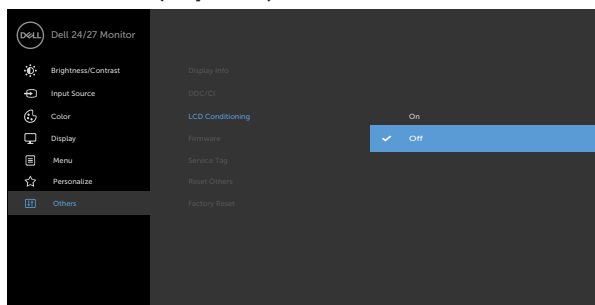 DELL Dell 24/27 Monitor
Brightness/Contrast
Input Source
Color
Display
Menu
Personalize
Others
Display Info
DDC/CI
LCD Conditioning
Firmware
Service Tag
Reset Others
Factory Reset
On
Off